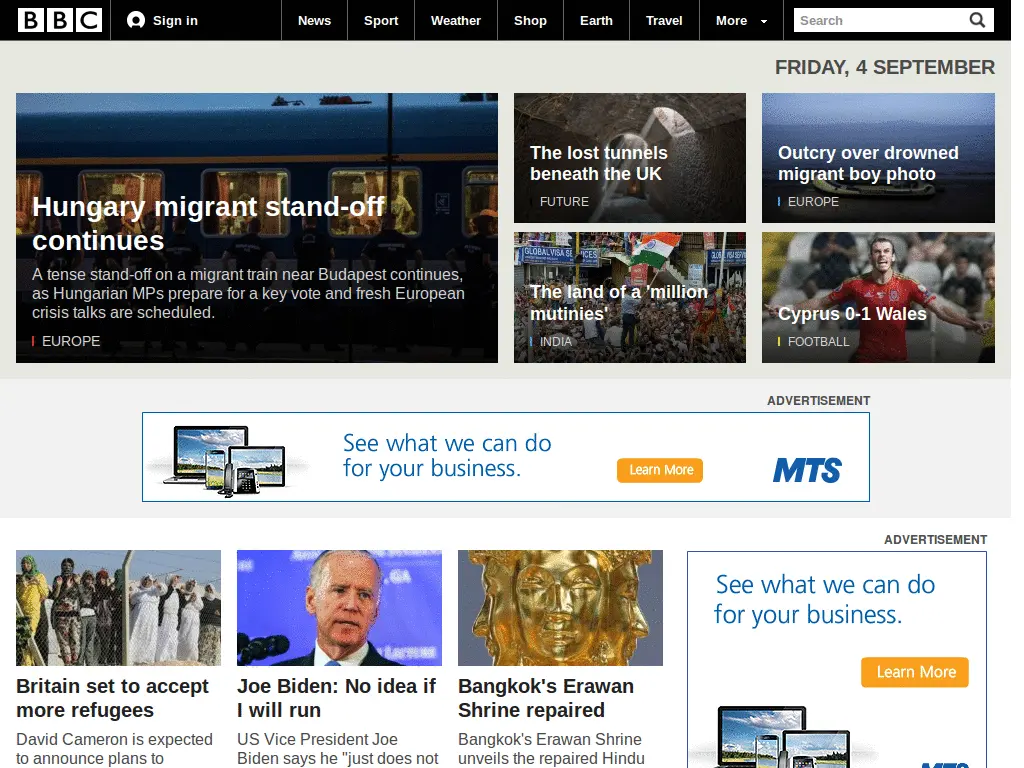 BBC
Sign in
News
Sport
Weather
Shop
Earth
Travel
More
Search
FRIDAY, 4 SEPTEMBER
Hungary migrant stand-off
continues
A tense stand-off on a migrant train near Budapest continues,
as Hungarian MPs prepare for a key vote and fresh European
crisis talks are scheduled.
EUROPE
The lost tunnels
beneath the UK
FUTURE
Outcry over drowned
migrant boy photo
EUROPE
GLOBAL VISA SERVICES
The land of a 'million
mutinies'
INDIA
Cyprus 0-1 Wales
FOOTBALL
ADVERTISEMENT
See what we can do
for your business.
Learn More
MTS
Britain set to accept
more refugees
David Cameron is expected
to announce plans to
Joe Biden: No idea if
I will run
US Vice President Joe
Biden says he "just does not
Bangkok's Erawan
Shrine repaired
Bangkok's Erawan Shrine
unveils the repaired Hindu
ADVERTISEMENT
See what we can do
for your business.
Learn More
MTS